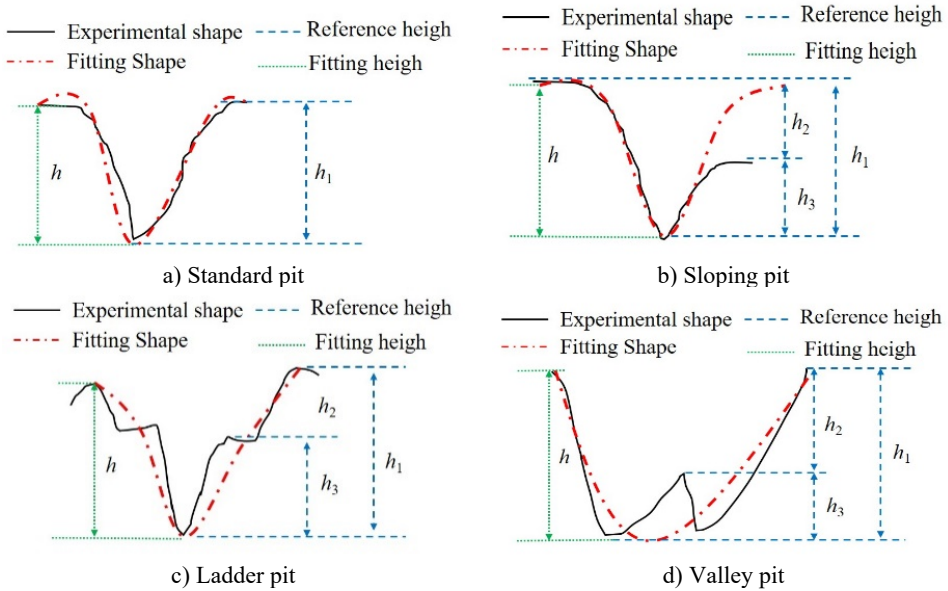 Experimental shape Reference heigh
Fitting Shape Fitting heigh
h h₁
a) Standard pit
Experimental shape Reference heigh
Fitting Shape Fitting heigh
h h₂ h₁
h₃
b) Sloping pit
Experimental shape Reference heigh
Fitting Shape Fitting heigh
h₂
h h₁
h₃
c) Ladder pit
Experimental shape Reference heigh
Fitting Shape Fitting heigh
h₂
h h₁
h₃
d) Valley pit